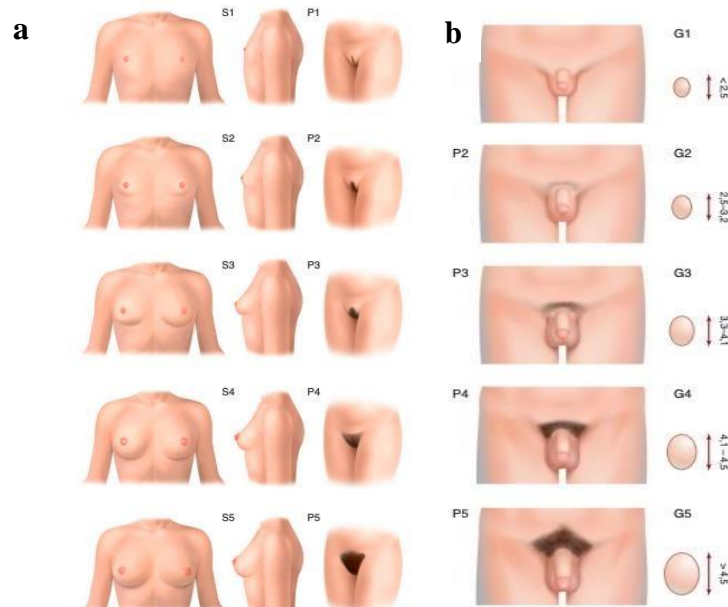 a
S1 P1
S2 P2
S3 P3
S4 P4
S5 P5
b
G1
< 2,5
P2 G2
2,5–3,2
P3 G3
3,3–4,1
P4 G4
4,1 – 4,5
P5 G5
> 4,5